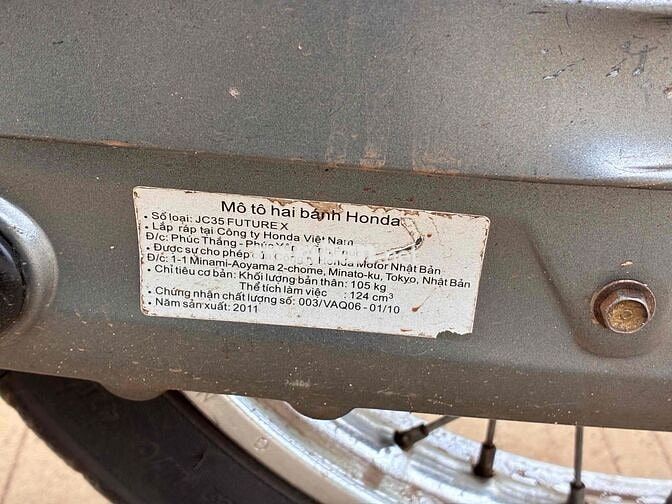 Mô tô hai bánh Honda
• Số loại: JC35 FUTURE X
• Lắp ráp tại Công ty Honda Việt Nam
Đ/c: Phúc Thắng - Phúc Yên
• Được sự cho phép Honda Motor Nhật Bản
Đ/c: 1-1 Minami-Aoyama 2-chome, Minato-ku, Tokyo, Nhật Bản
• Chỉ tiêu cơ bản: Khối lượng bản thân: 105 kg
Thể tích làm việc : 124 cm³
• Chứng nhận chất lượng số: 003/VAQ06 - 01/10
• Năm sản xuất: 2011